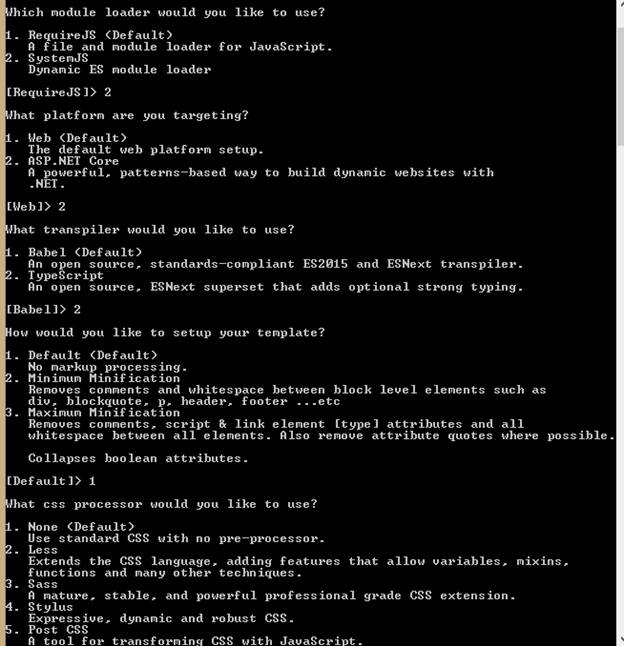 Which module loader would you like to use?
1. RequireJS (Default)
A file and module loader for JavaScript.
2. SystemJS
Dynamic ES module loader
[RequireJS]> 2
What platform are you targeting?
1. Web (Default)
The default web platform setup.
2. ASP.NET Core
A powerful, patterns-based way to build dynamic websites with
.NET.
[Web]> 2
What transpiler would you like to use?
1. Babel (Default)
An open source, standards-compliant ES2015 and ESNext transpiler.
2. TypeScript
An open source, ESNext superset that adds optional strong typing.
[Babel]> 2
How would you like to setup your template?
1. Default (Default)
No markup processing.
2. Minimum Minification
Removes comments and whitespace between block level elements such as
div, blockquote, p, header, footer ...etc
3. Maximum Minification
Removes comments, script & link element [type] attributes and all
whitespace between all elements. Also remove attribute quotes where possible.
Collapses boolean attributes.
[Default]> 1
What css processor would you like to use?
1. None (Default)
Use standard CSS with no pre-processor.
2. Less
Extends the CSS language, adding features that allow variables, mixins,
functions and many other techniques.
3. Sass
A mature, stable, and powerful professional grade CSS extension.
4. Stylus
Expressive, dynamic and robust CSS.
5. Post CSS
A tool for transforming CSS with JavaScript.